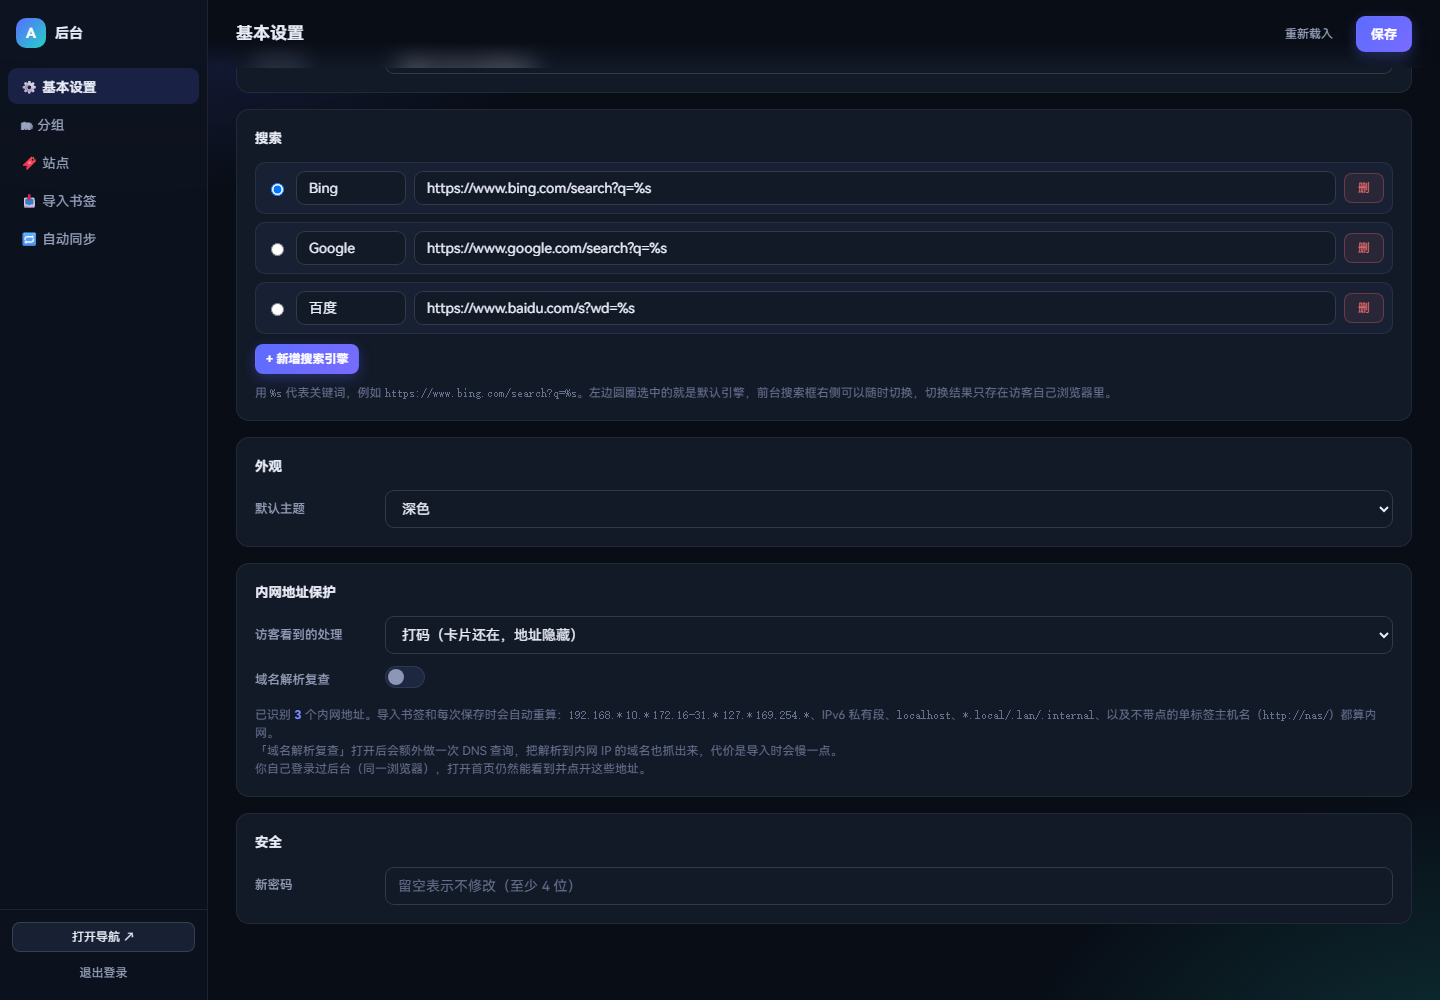 A 后台
基本设置
分组
站点
导入书签
自动同步
打开导航 ↗
退出登录
基本设置
重新载入
保存
搜索
Bing
https://www.bing.com/search?q=%s
删
Google
https://www.google.com/search?q=%s
删
百度
https://www.baidu.com/s?wd=%s
删
+ 新增搜索引擎
用 %s 代表关键词，例如 https://www.bing.com/search?q=%s。左边圆圈选中的就是默认引擎，前台搜索框右侧可以随时切换，切换结果只存在访客自己浏览器里。
外观
默认主题
深色
内网地址保护
访客看到的处理
打码（卡片还在，地址隐藏）
域名解析复查
已识别 3 个内网地址。导入书签和每次保存时会自动重算：192.168.* 10.* 172.16-31.* 127.* 169.254.*、IPv6 私有段、localhost、*.local/.lan/.internal、以及不带点的单标签主机名（http://nas/）都算内
网。
「域名解析复查」打开后会额外做一次 DNS 查询，把解析到内网 IP 的域名也抓出来，代价是导入时会慢一点。
你自己登录过后台（同一浏览器），打开首页仍然能看到并点开这些地址。
安全
新密码
留空表示不修改（至少 4 位）